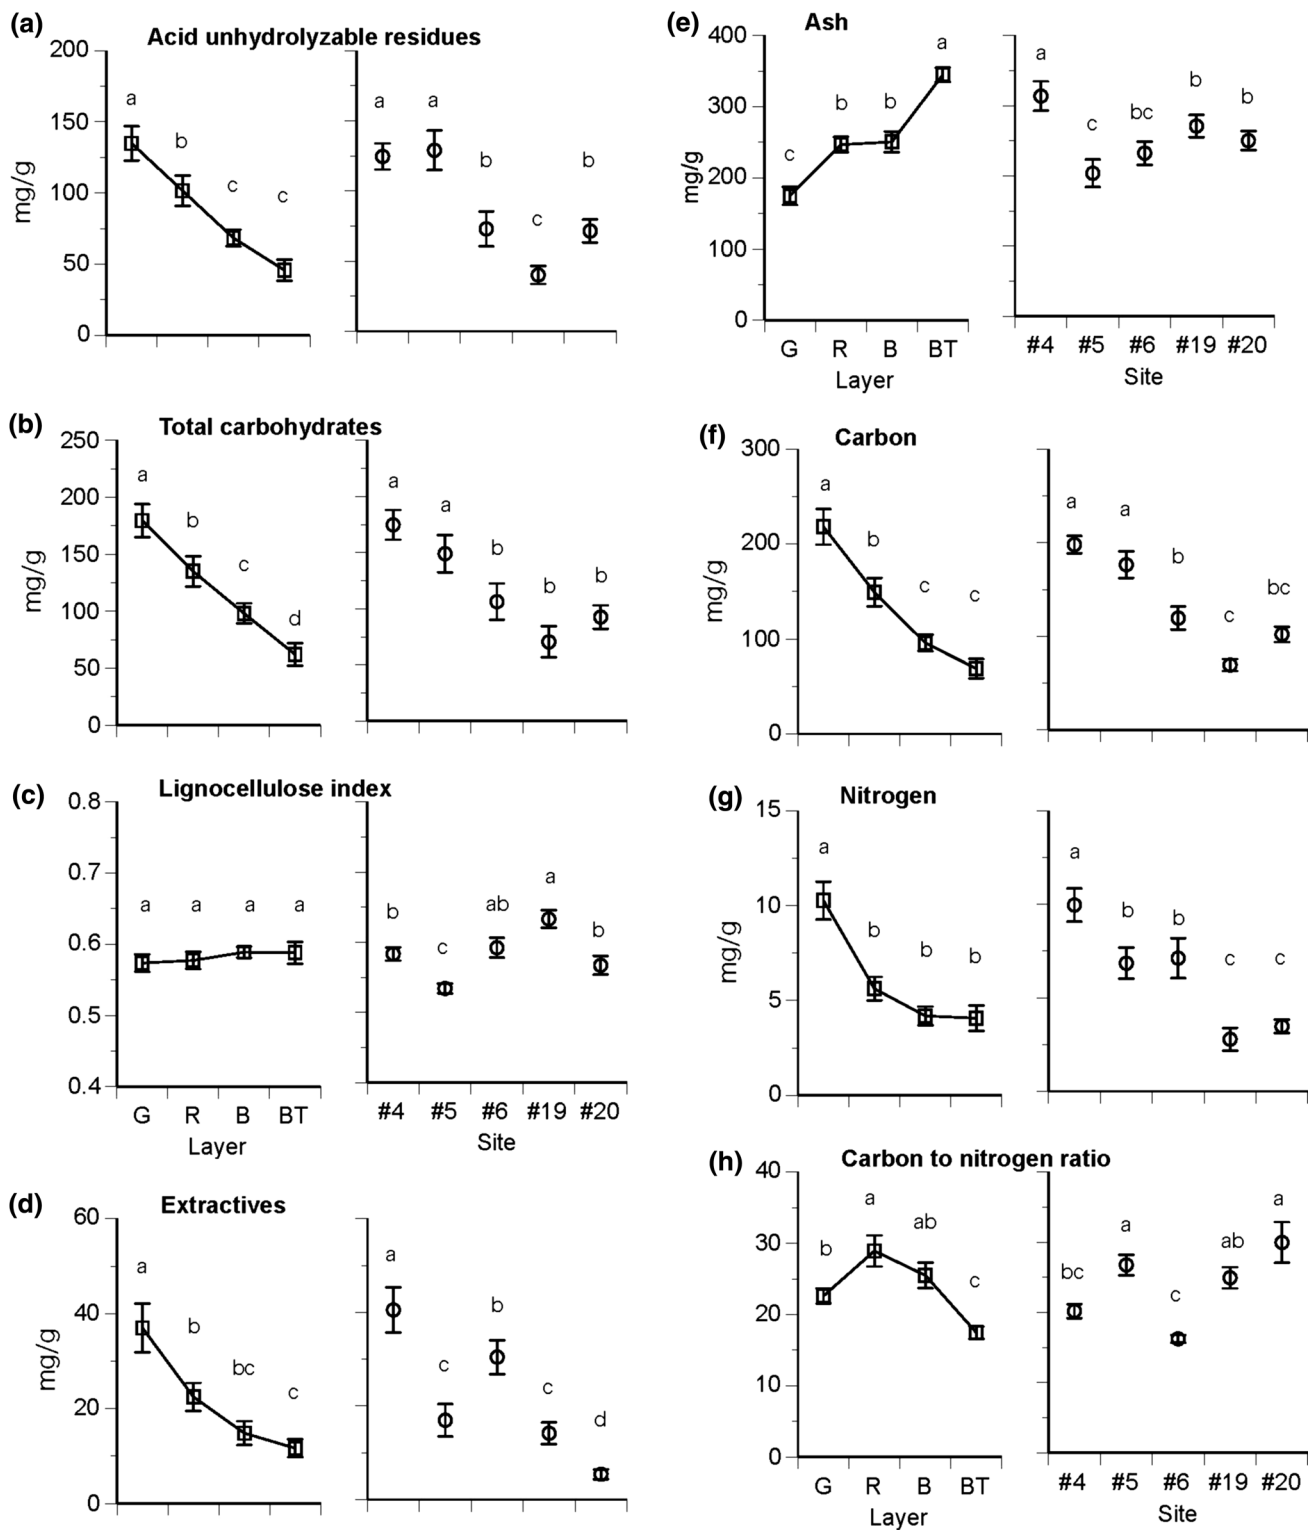 (a)
Acid unhydrolyzable residues
200
150
100
50
0
mg/g
a
b
c
c
a
a
b
c
b
(b)
Total carbohydrates
250
200
150
100
50
0
mg/g
a
b
c
d
a
a
b
b
b
(c)
Lignocellulose index
0.8
0.7
0.6
0.5
0.4
a
a
a
a
b
c
ab
a
b
G R B BT
Layer
#4 #5 #6 #19 #20
Site
(d)
Extractives
60
40
20
0
mg/g
a
b
bc
c
a
c
b
c
d
(e)
Ash
400
300
200
100
0
mg/g
c
b
b
a
a
c
bc
b
b
G R B BT
Layer
#4 #5 #6 #19 #20
Site
(f)
Carbon
300
200
100
0
mg/g
a
b
c
c
a
a
b
c
bc
(g)
Nitrogen
15
10
5
0
mg/g
a
b
b
b
a
b
b
c
c
(h)
Carbon to nitrogen ratio
40
30
20
10
0
b
a
ab
c
bc
a
c
ab
a
G R B BT
Layer
#4 #5 #6 #19 #20
Site